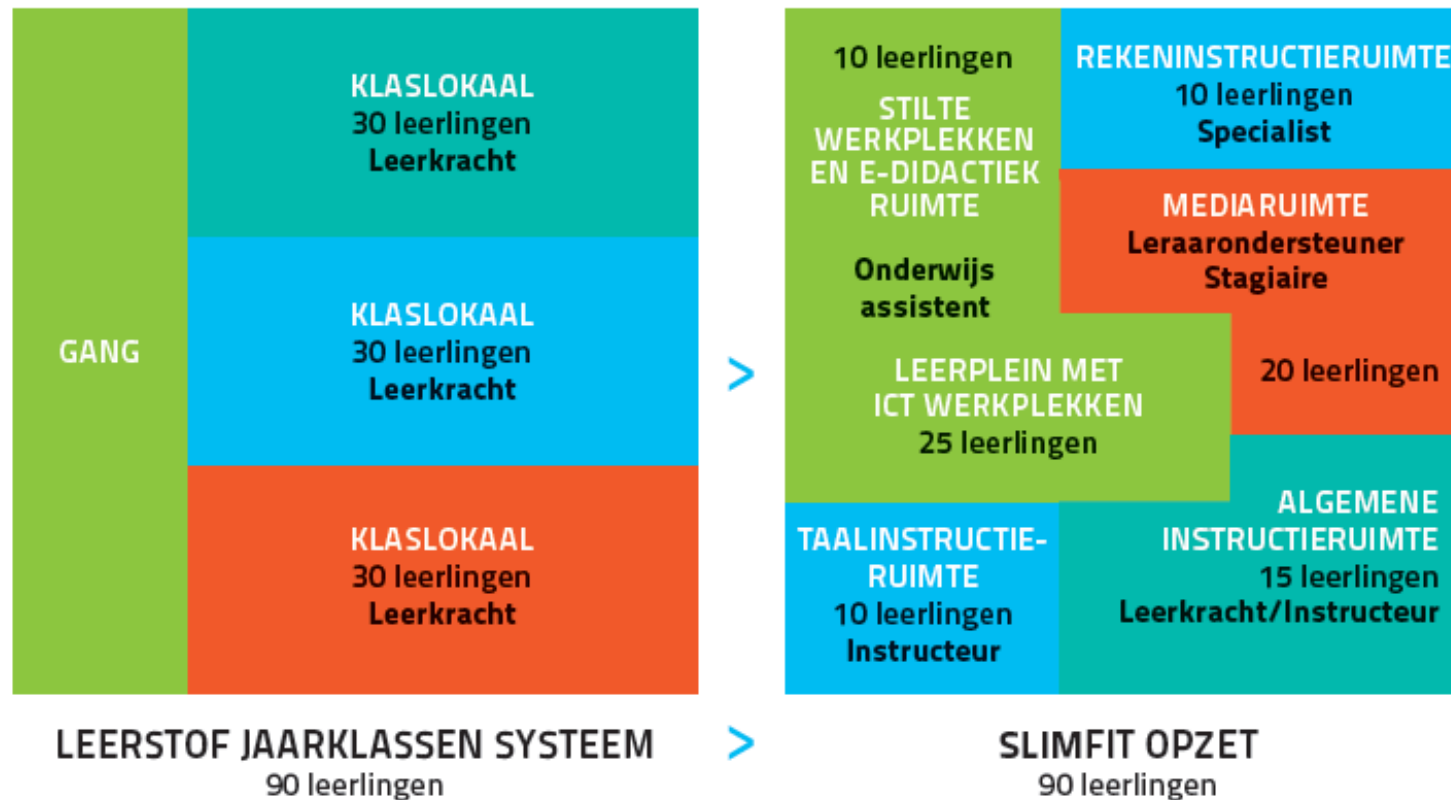 GANG
KLASLOKAAL
30 leerlingen
Leerkracht
KLASLOKAAL
30 leerlingen
Leerkracht
KLASLOKAAL
30 leerlingen
Leerkracht
LEERSTOF JAARKLASSEN SYSTEEM
90 leerlingen
>
>
10 leerlingen
STILTE
WERKPLEKKEN
EN E-DIDACTIEK
RUIMTE
Onderwijs
assistent
REKENINSTRUCTIERUIMTE
10 leerlingen
Specialist
MEDIARUIMTE
Leraarondersteuner
Stagiaire
20 leerlingen
LEERPLEIN MET
ICT WERKPLEKKEN
25 leerlingen
TAALINSTRUCTIE-
RUIMTE
10 leerlingen
Instructeur
ALGEMENE
INSTRUCTIERUIMTE
15 leerlingen
Leerkracht/Instructeur
SLIMFIT OPZET
90 leerlingen